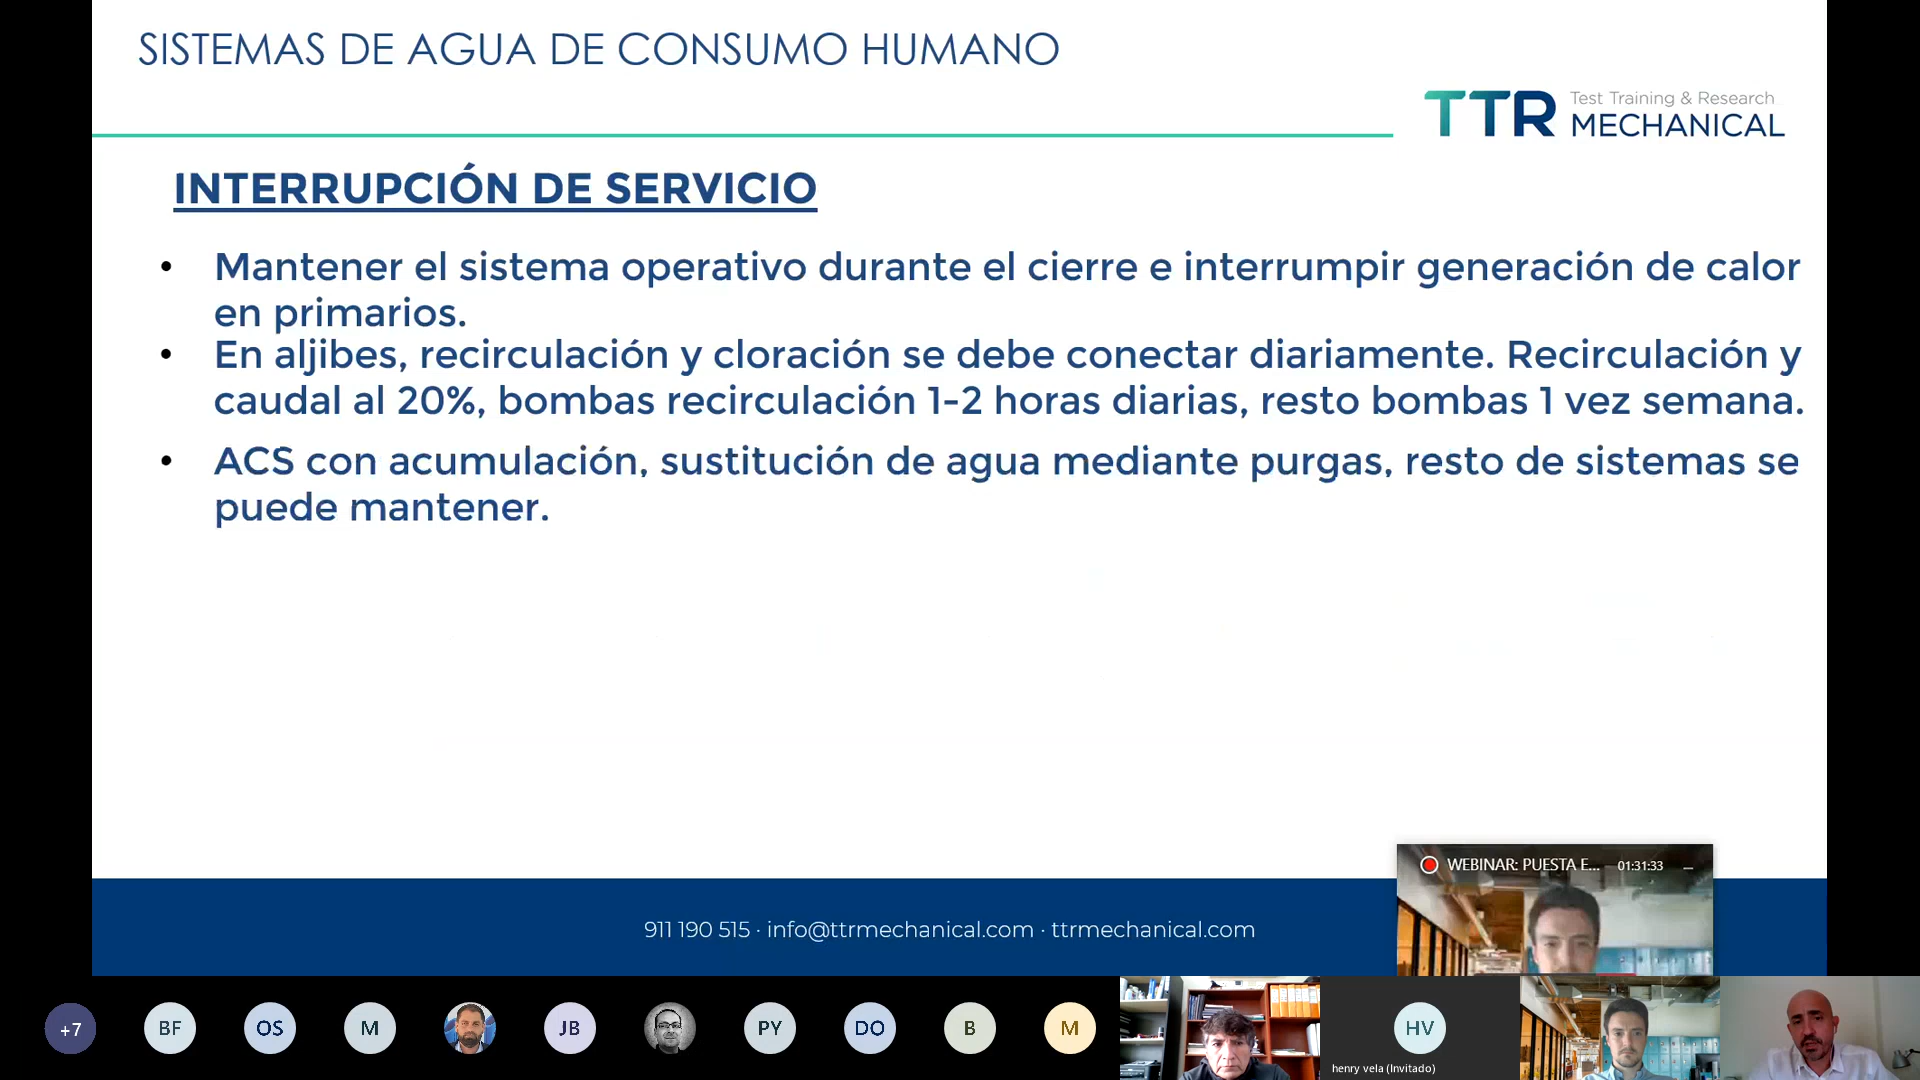 SISTEMAS DE AGUA DE CONSUMO HUMANO
TTR Test Training & Research
MECHANICAL
INTERRUPCIÓN DE SERVICIO
• Mantener el sistema operativo durante el cierre e interrumpir generación de calor
en primarios.
• En aljibes, recirculación y cloración se debe conectar diariamente. Recirculación y
caudal al 20%, bombas recirculación 1-2 horas diarias, resto bombas 1 vez semana.
• ACS con acumulación, sustitución de agua mediante purgas, resto de sistemas se
puede mantener.
WEBINAR: PUESTA E... 01:31:33
911 190 515 · info@ttrmechanical.com · ttrmechanical.com
+7 BF OS M JB PY DO B M HV
henry vela (Invitado)